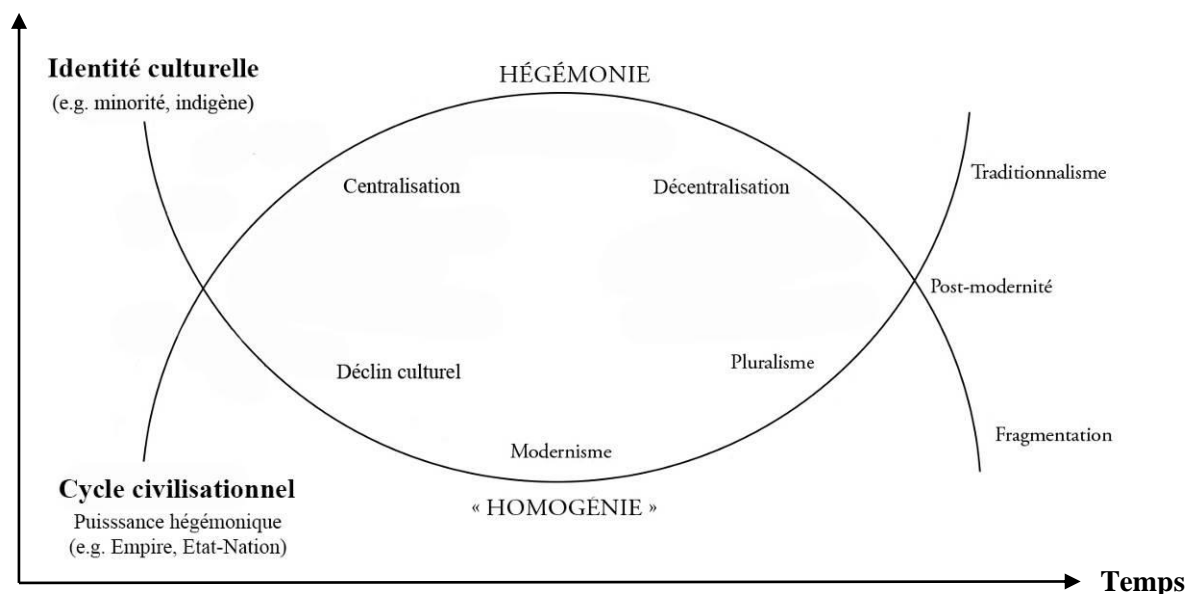 Identité culturelle
(e.g. minorité, indigène)
HÉGÉMONIE
Centralisation
Décentralisation
Traditionnalisme
Post-modernité
Déclin culturel
Pluralisme
Modernisme
Fragmentation
« HOMOGÉNIE »
Cycle civilisationnel
Puisssance hégémonique
(e.g. Empire, Etat-Nation)
Temps